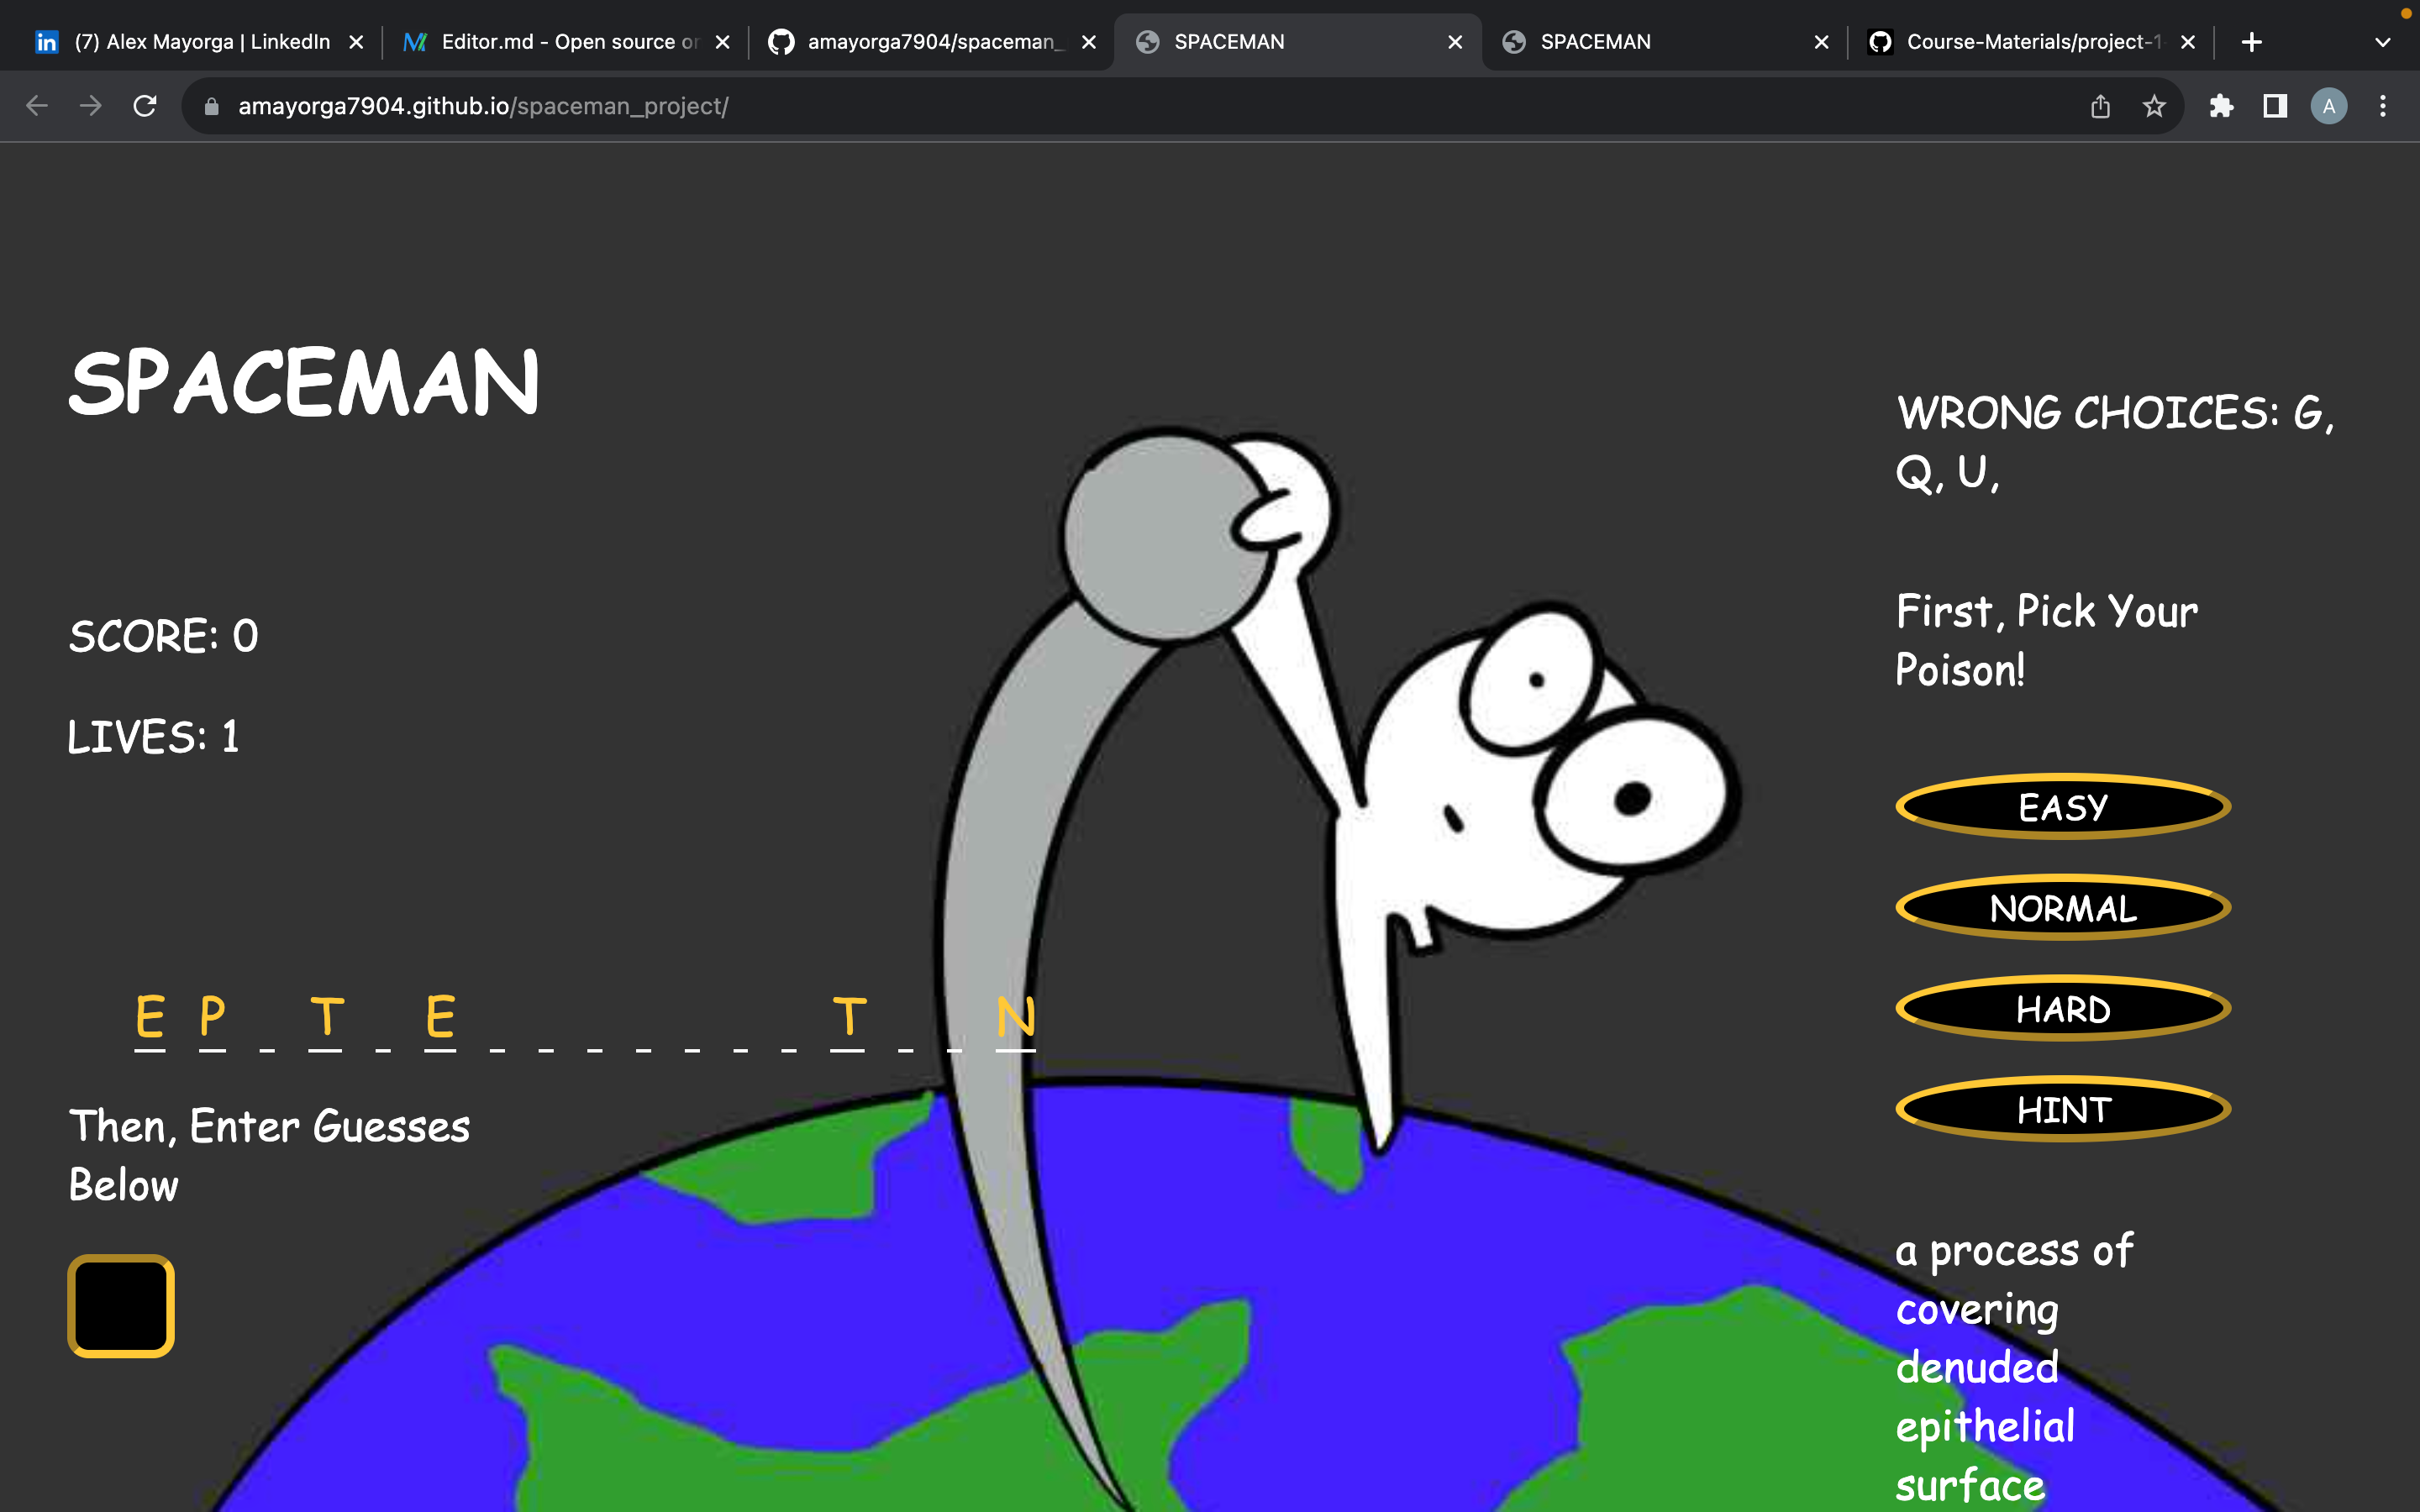 (7) Alex Mayorga | LinkedIn
Editor.md - Open source or
amayorga7904/spaceman_
SPACEMAN
SPACEMAN
Course-Materials/project-1
amayorga7904.github.io/spaceman_project/
A
SPACEMAN
SCORE: 0
LIVES: 1
E P _ T _ E _ _ _ _ _ _ _ T _ _ N
Then, Enter Guesses
Below
WRONG CHOICES: G,
Q, U,
First, Pick Your
Poison!
EASY
NORMAL
HARD
HINT
a process of
covering
denuded
epithelial
surface